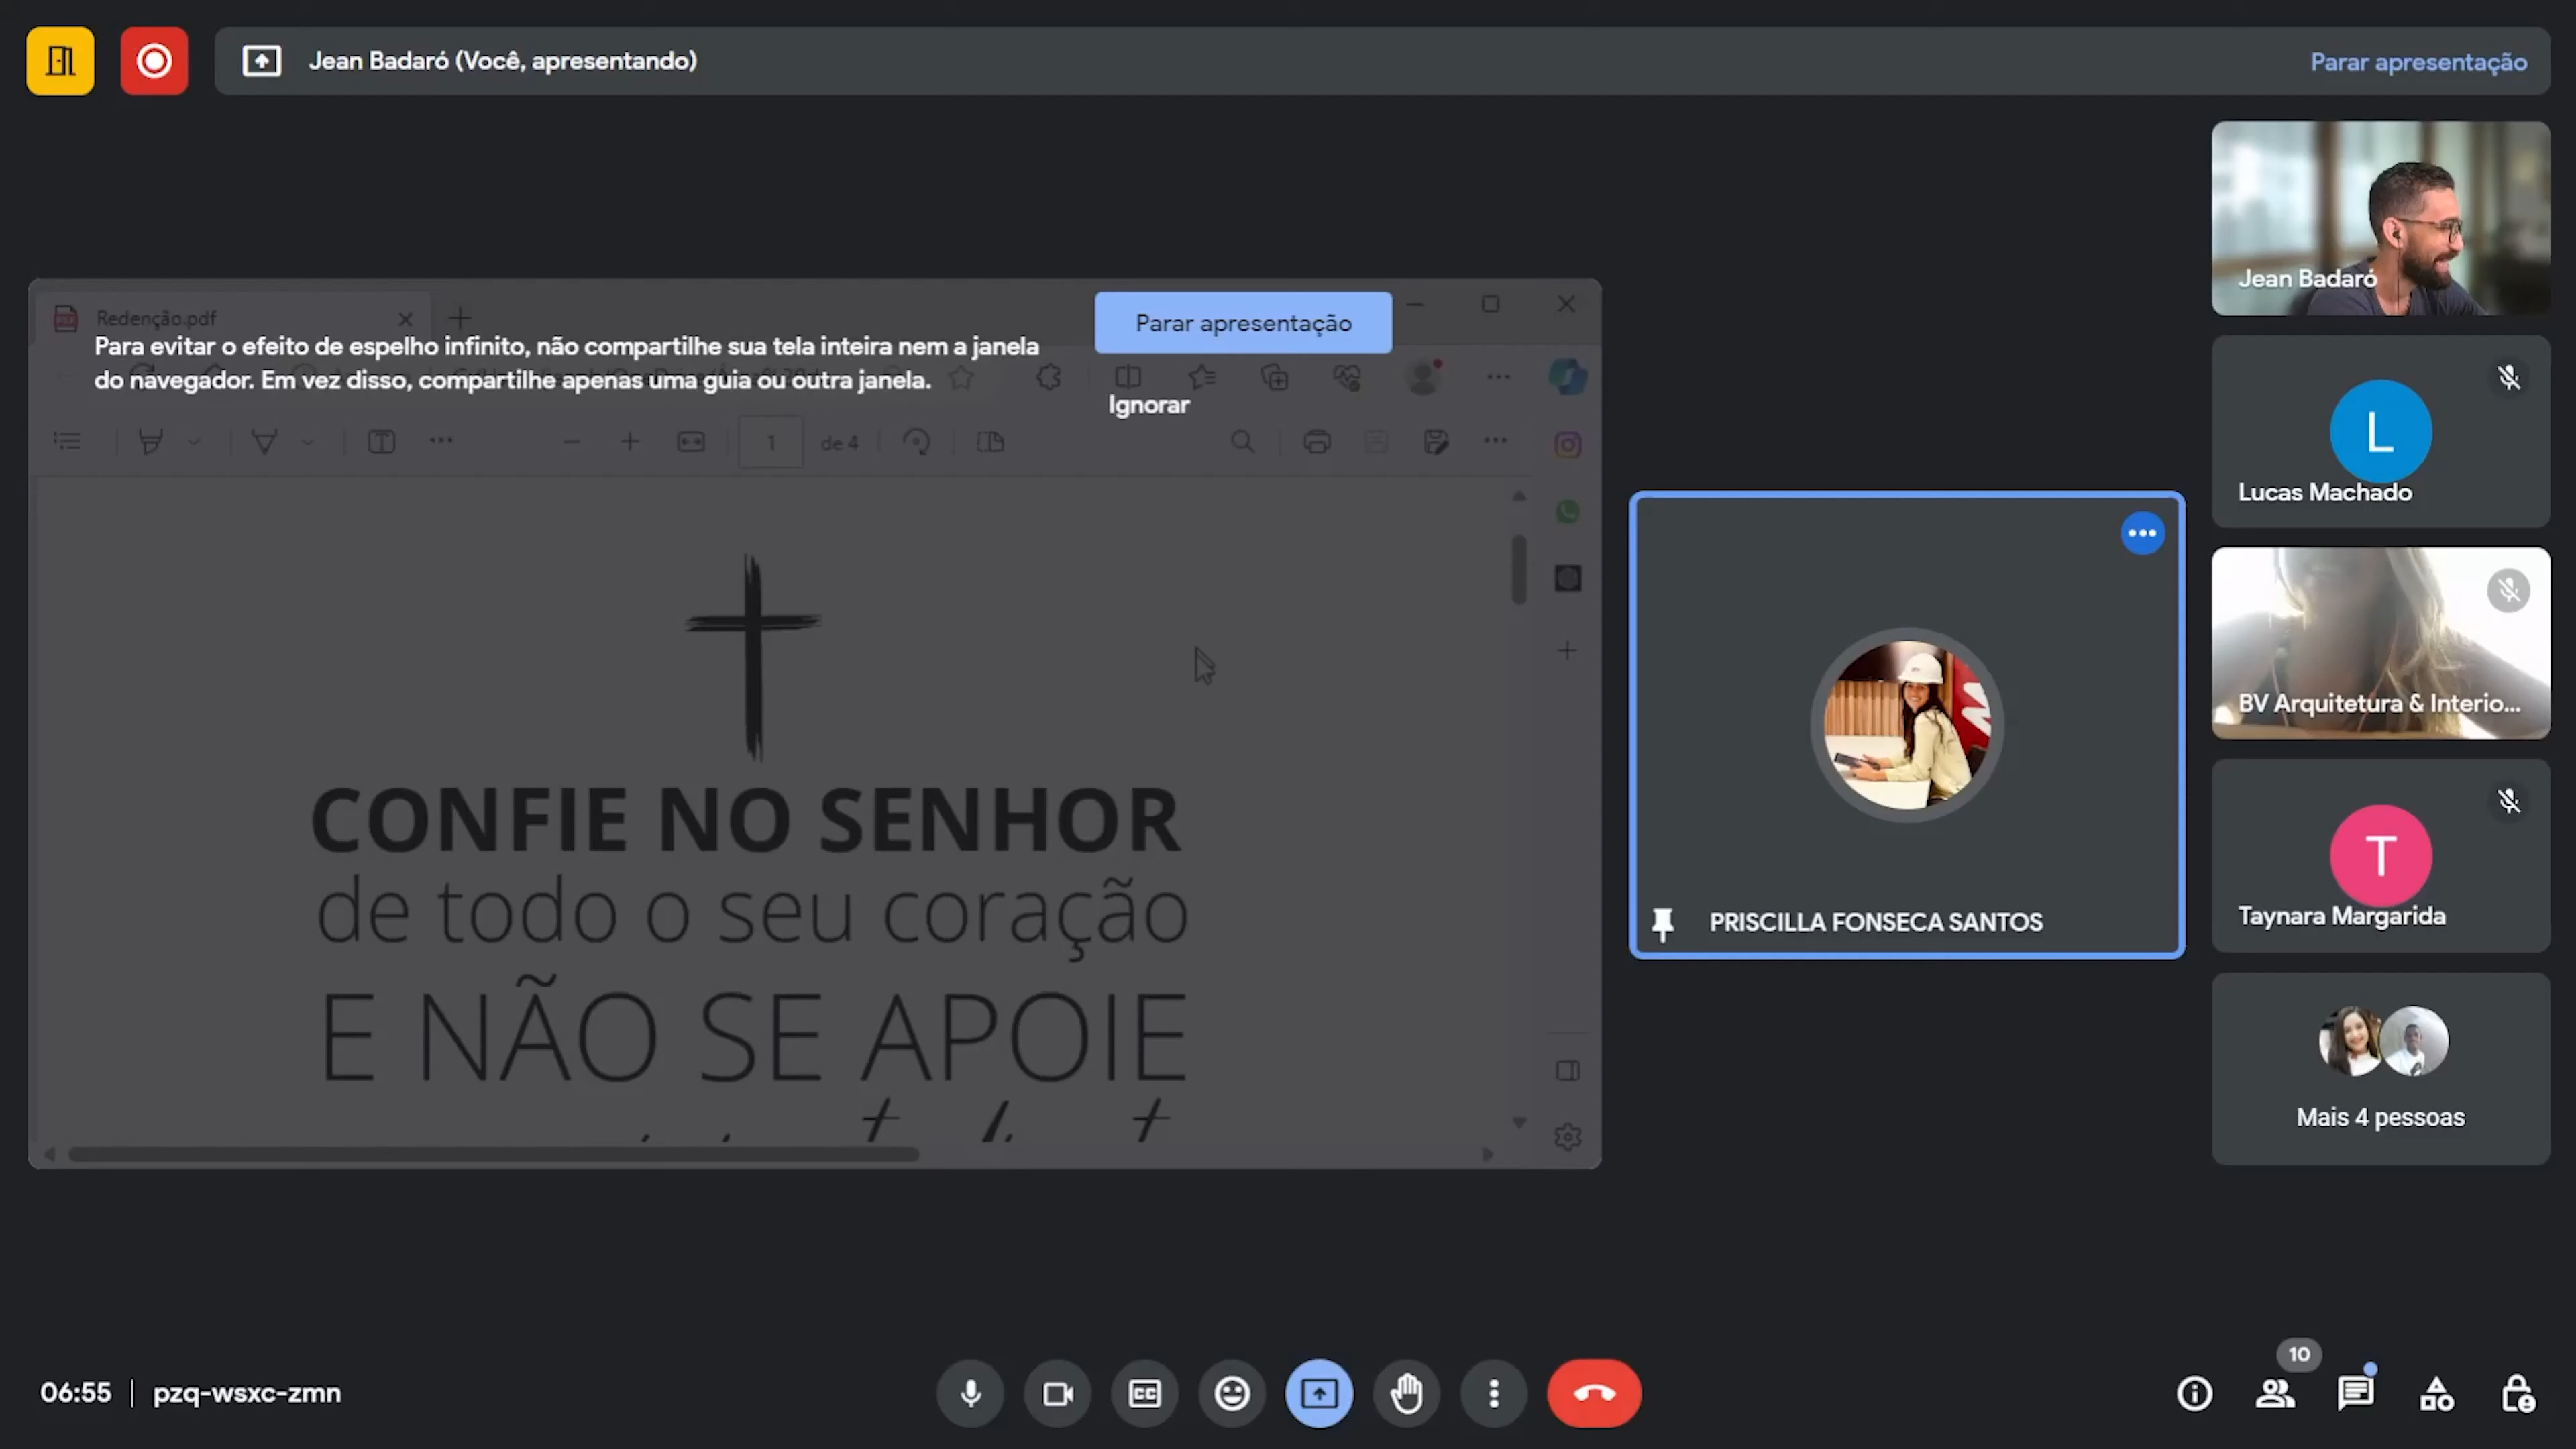 Jean Badaró (Você, apresentando)
Parar apresentação
Redenção.pdf
Para evitar o efeito de espelho infinito, não compartilhe sua tela inteira nem a janela
do navegador. Em vez disso, compartilhe apenas uma guia ou outra janela.
Parar apresentação
Ignorar
1 de 4
CONFIE NO SENHOR
de todo o seu coração
E NÃO SE APOIE
PRISCILLA FONSECA SANTOS
Jean Badaró
L
Lucas Machado
BV Arquitetura & Interio...
T
Taynara Margarida
Mais 4 pessoas
06:55 | pzq-wsxc-zmn
CC
10